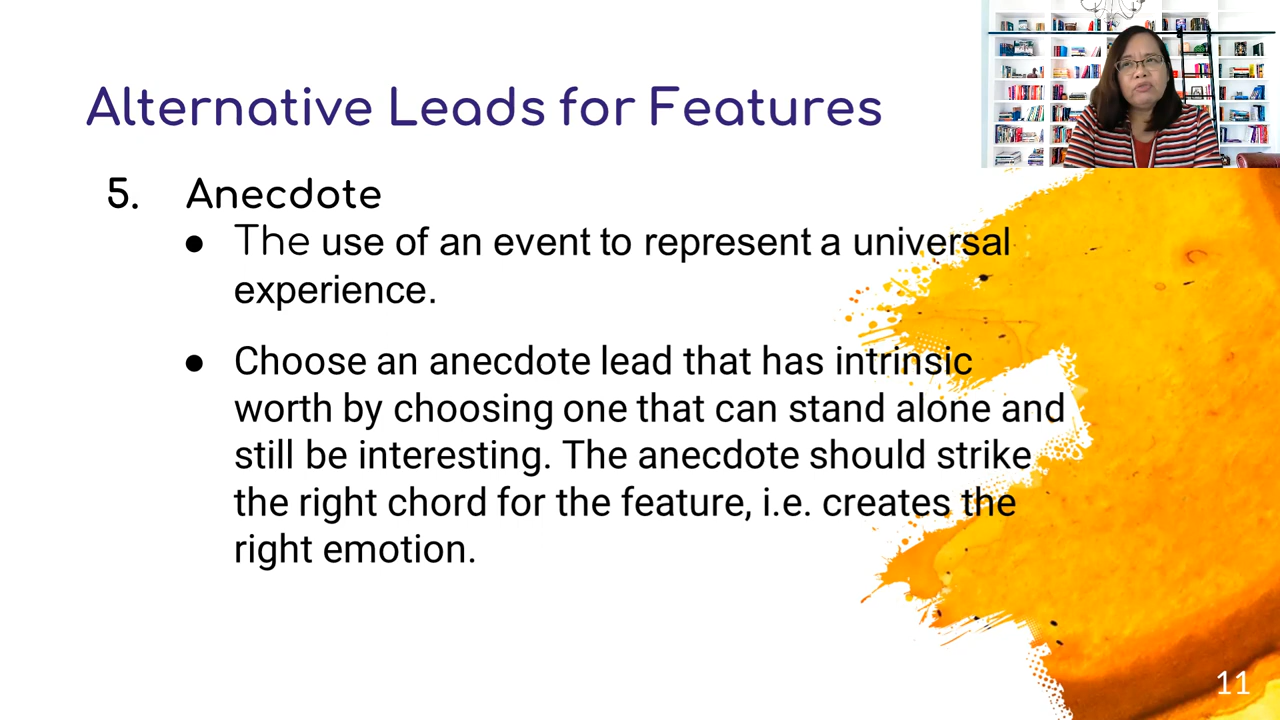 Alternative Leads for Features
5. Anecdote
● The use of an event to represent a universal
experience.
● Choose an anecdote lead that has intrinsic
worth by choosing one that can stand alone and
still be interesting. The anecdote should strike
the right chord for the feature, i.e. creates the
right emotion.
11